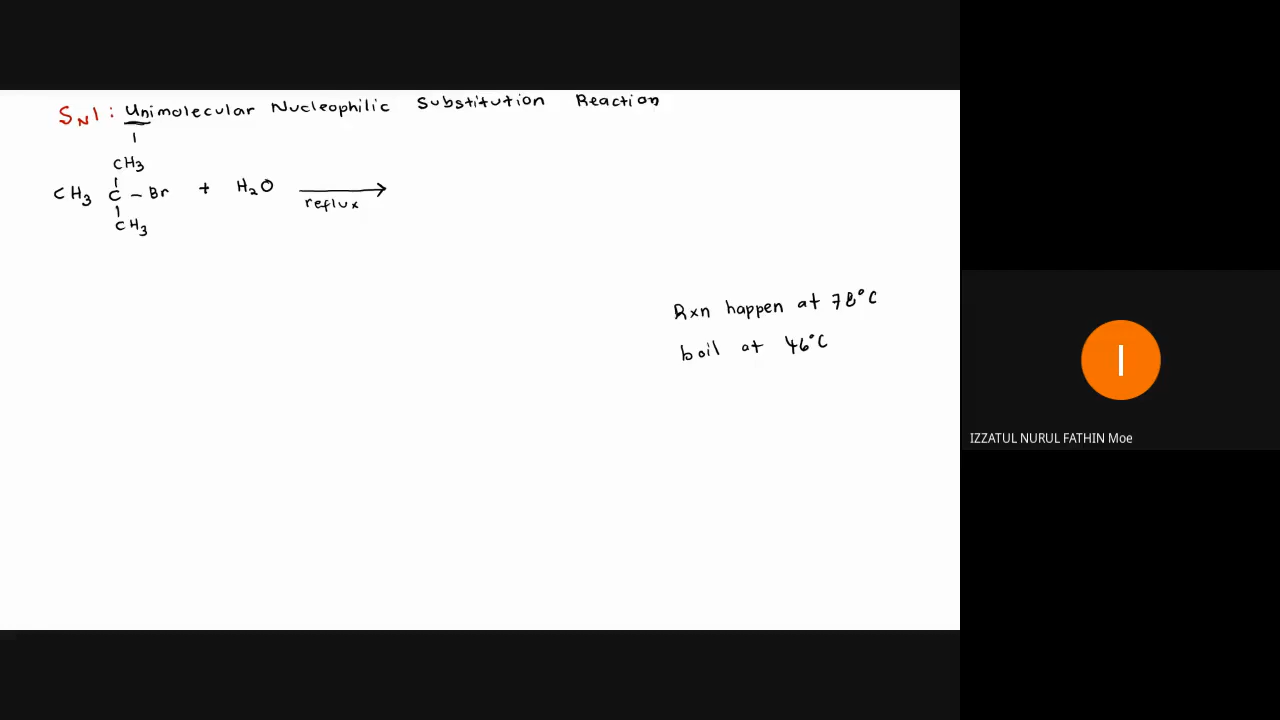 SN1: Unimolecular Nucleophilic Substitution Reaction
1
CH3
CH3 C – Br + H2O reflux
CH3
Rxn happen at 78°C
boil at 46°C
I
IZZATUL NURUL FATHIN Moe